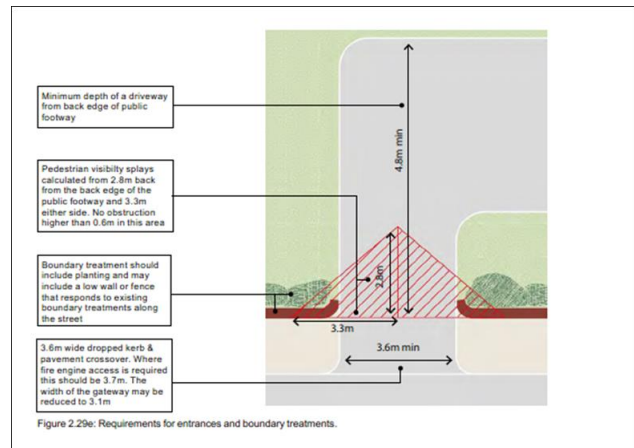 Minimum depth of a driveway
from back edge of public
footway
Pedestrian visibilty splays
calculated from 2.8m back
from the back edge of the
public footway and 3.3m
either side. No obstruction
higher than 0.6m in this area
Boundary treatment should
include planting and may
include a low wall or fence
that responds to existing
boundary treatments along
the street
3.6m wide dropped kerb &
pavement crossover. Where
fire engine access is required
this should be 3.7m. The
width of the gateway may be
reduced to 3.1m
4.8m min
2.8m
3.3m
3.6m min
Figure 2.29e: Requirements for entrances and boundary treatments.